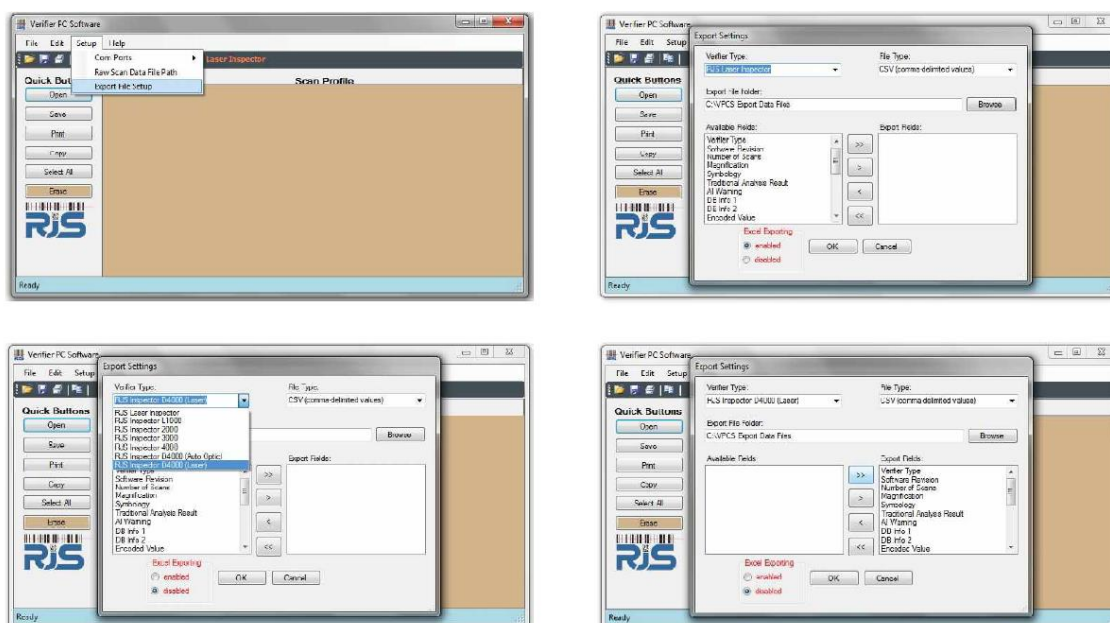 Verifier PC Software
File Edit Setup Help
Com Ports
Raw Scan Data File Path
Export File Setup
Laser Inspector
Quick But
Scan Profile
Open
Save
Print
Copy
Select All
Erase
RJS
Ready
Verifier PC Software
Export Settings
File Edit Setup
Verifier Type:
File Type:
RJS Laser Inspector
CSV (comma delimited values)
Quick Buttons
Export File Folder:
Open
C:\VPCS Export Data Files
Browse
Save
Available Fields:
Export Fields:
Print
Verifier Type
Software Revision
Number of Scans
Magnification
Symbology
Traditional Analysis Result
AI Warning
DB Info 1
DB Info 2
Encoded Value
>>
>
<
<<
Copy
Select All
Erase
RJS
Excel Exporting
enabled
disabled
OK
Cancel
Ready
Verifier PC Software
Export Settings
File Edit Setup
Verifier Type:
File Type:
RJS Inspector D4000 (Laser)
CSV (comma delimited values)
RJS Laser Inspector
RJS Inspector L1000
RJS Inspector 2000
RJS Inspector 3000
RJS Inspector 4000
RJS Inspector D4000 (Auto Optic)
RJS Inspector D4000 (Laser)
Quick Buttons
Open
Save
Print
Copy
Select All
Erase
RJS
Browse
Export Fields:
Verifier Type
Software Revision
Number of Scans
Magnification
Symbology
Traditional Analysis Result
AI Warning
DB Info 1
DB Info 2
Encoded Value
>>
>
<
<<
Excel Exporting
enabled
disabled
OK
Cancel
Ready
Verifier PC Software
Export Settings
File Edit Setup
Verifier Type:
File Type:
RJS Inspector D4000 (Laser)
CSV (comma delimited values)
Quick Buttons
Export File Folder:
Open
C:\VPCS Export Data Files
Browse
Save
Available Fields
Export Fields:
Print
Copy
Select All
Erase
RJS
>>
>
<
<<
Verifier Type
Software Revision
Number of Scans
Magnification
Symbology
Traditional Analysis Result
AI Warning
DB Info 1
DB Info 2
Encoded Value
Excel Exporting
enabled
disabled
OK
Cancel
Ready